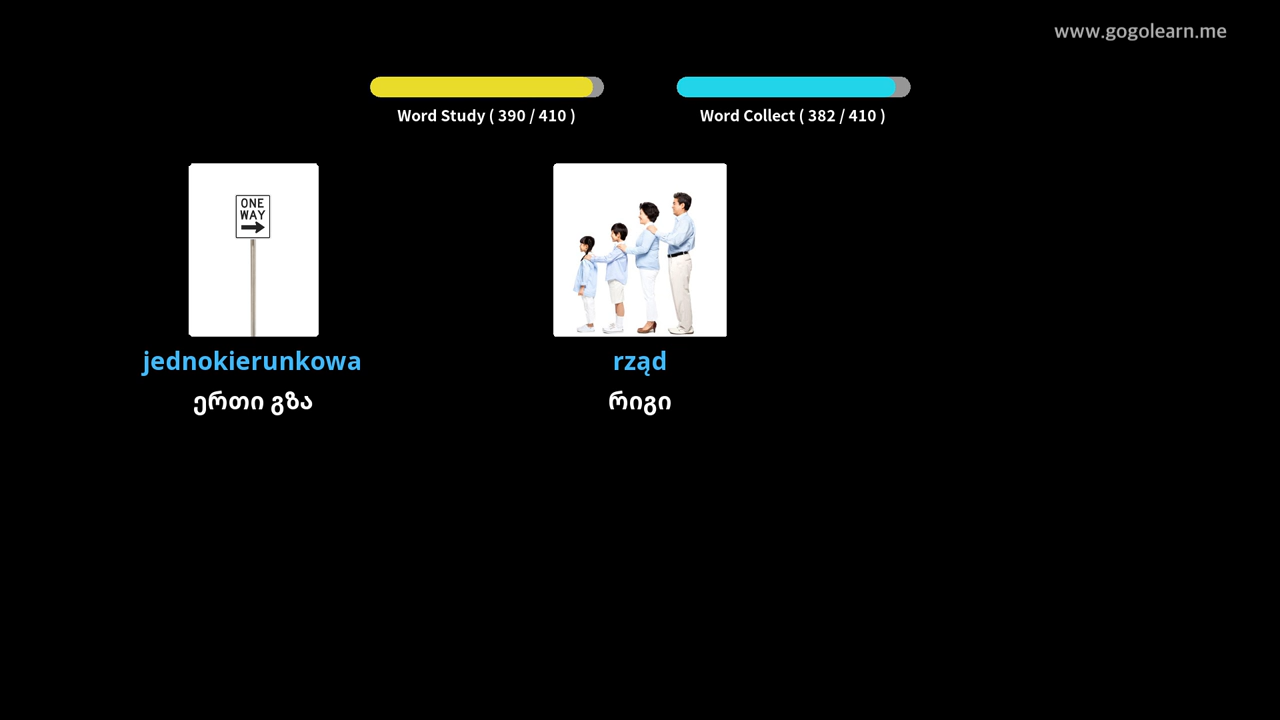 www.gogolearn.me
Word Study ( 390 / 410 )
Word Collect ( 382 / 410 )
ONE
WAY
jednokierunkowa
ერთი გზა
rząd
რიგი